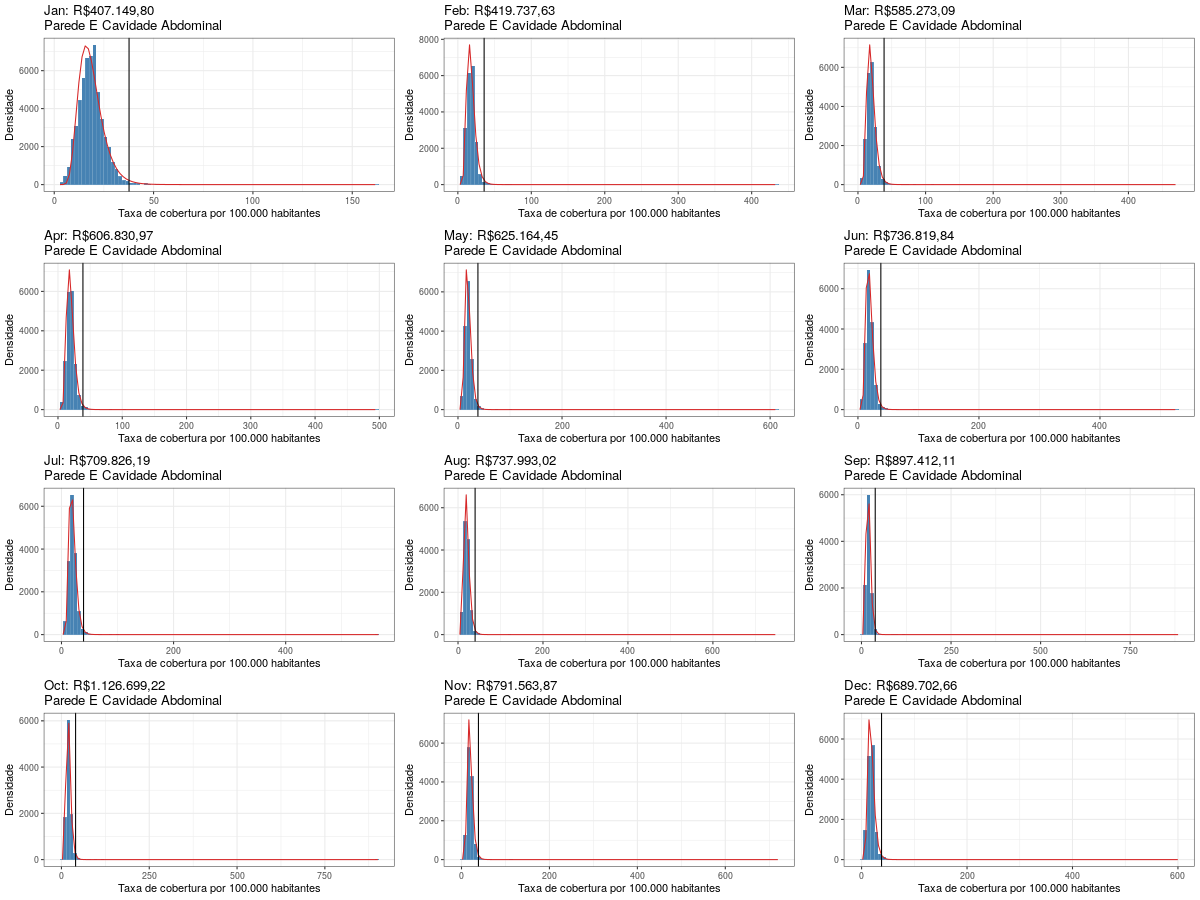 Jan: R$407.149,80
Parede E Cavidade Abdominal
Densidade
6000
4000
2000
0
0
50
100
150
Taxa de cobertura por 100.000 habitantes
Feb: R$419.737,63
Parede E Cavidade Abdominal
Densidade
8000
6000
4000
2000
0
0
100
200
300
400
Taxa de cobertura por 100.000 habitantes
Mar: R$585.273,09
Parede E Cavidade Abdominal
Densidade
6000
4000
2000
0
0
100
200
300
400
Taxa de cobertura por 100.000 habitantes
Apr: R$606.830,97
Parede E Cavidade Abdominal
Densidade
6000
4000
2000
0
0
100
200
300
400
500
Taxa de cobertura por 100.000 habitantes
May: R$625.164,45
Parede E Cavidade Abdominal
Densidade
6000
4000
2000
0
0
200
400
600
Taxa de cobertura por 100.000 habitantes
Jun: R$736.819,84
Parede E Cavidade Abdominal
Densidade
6000
4000
2000
0
0
200
400
Taxa de cobertura por 100.000 habitantes
Jul: R$709.826,19
Parede E Cavidade Abdominal
Densidade
6000
4000
2000
0
0
200
400
Taxa de cobertura por 100.000 habitantes
Aug: R$737.993,02
Parede E Cavidade Abdominal
Densidade
6000
4000
2000
0
0
200
400
600
Taxa de cobertura por 100.000 habitantes
Sep: R$897.412,11
Parede E Cavidade Abdominal
Densidade
6000
4000
2000
0
0
250
500
750
Taxa de cobertura por 100.000 habitantes
Oct: R$1.126.699,22
Parede E Cavidade Abdominal
Densidade
6000
4000
2000
0
0
250
500
750
Taxa de cobertura por 100.000 habitantes
Nov: R$791.563,87
Parede E Cavidade Abdominal
Densidade
6000
4000
2000
0
0
200
400
600
Taxa de cobertura por 100.000 habitantes
Dec: R$689.702,66
Parede E Cavidade Abdominal
Densidade
6000
4000
2000
0
0
200
400
600
Taxa de cobertura por 100.000 habitantes